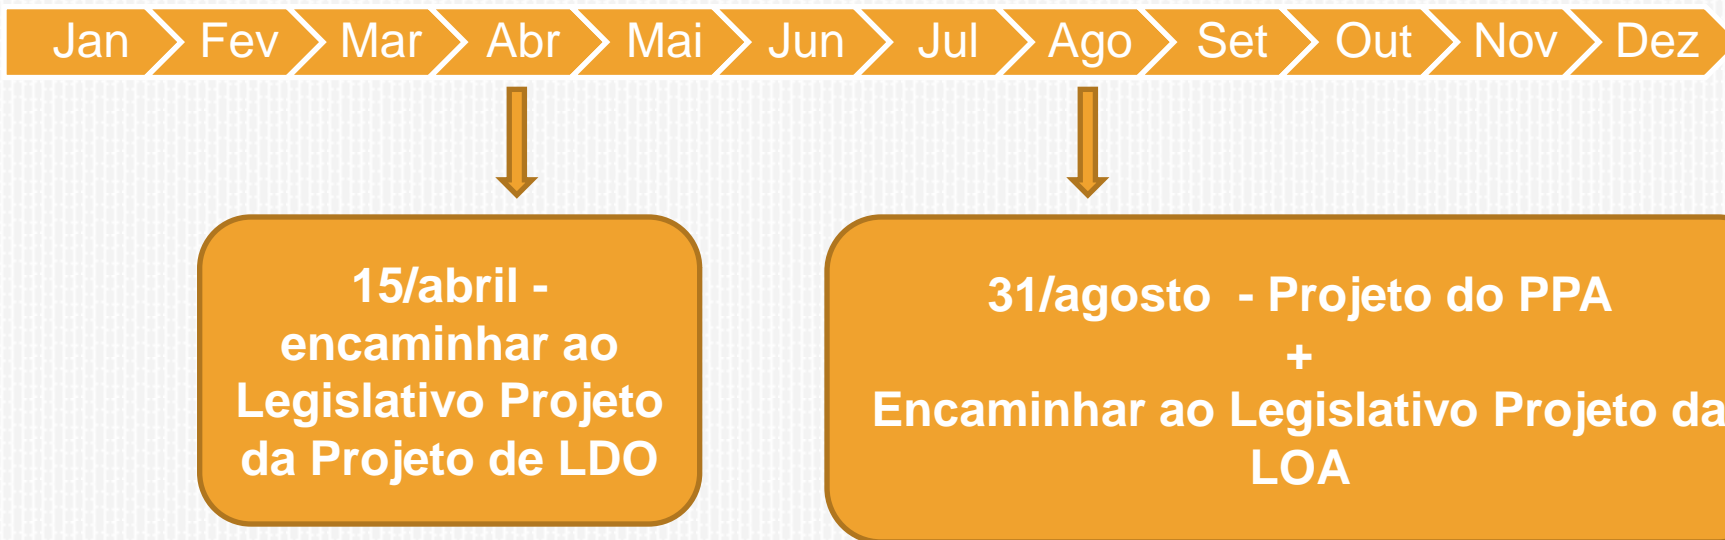 Jan Fev Mar Abr Mai Jun Jul Ago Set Out Nov Dez
15/abril -
encaminhar ao
Legislativo Projeto
da Projeto de LDO
31/agosto - Projeto do PPA
+
Encaminhar ao Legislativo Projeto da
LOA